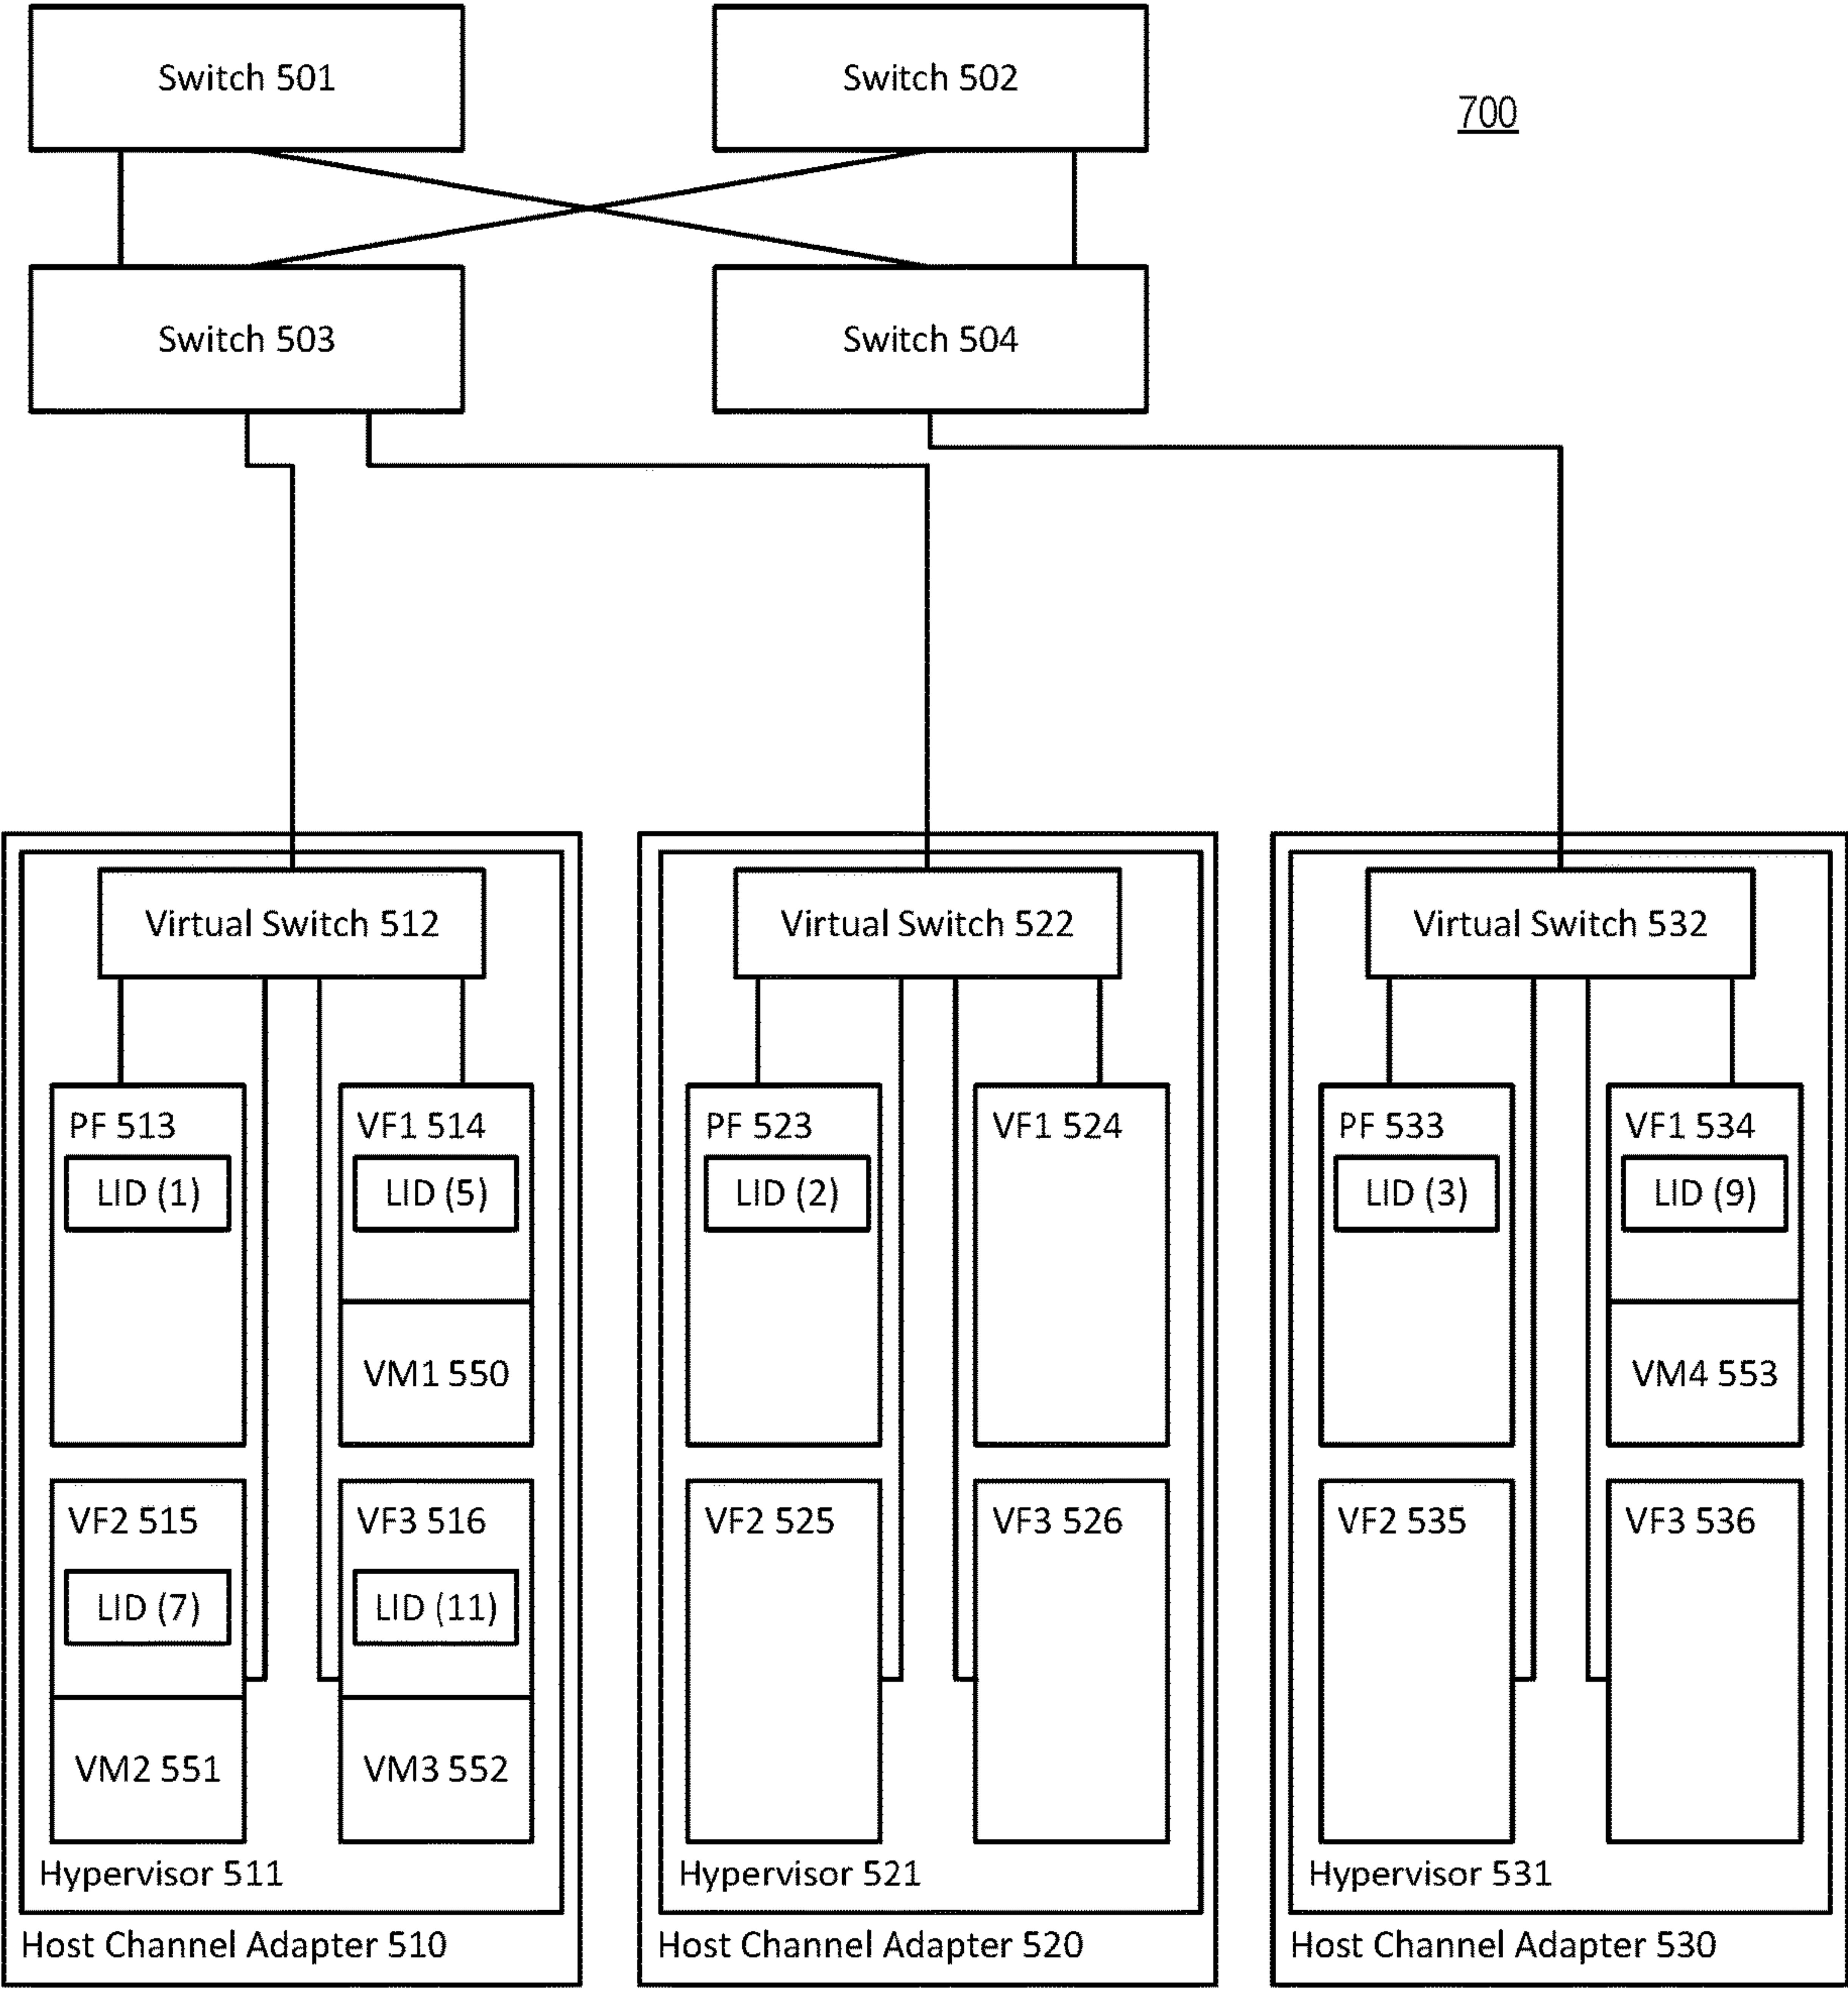 Switch 501
Switch 502
700
Switch 503
Switch 504
Virtual Switch 512
Virtual Switch 522
Virtual Switch 532
PF 513
LID (1)
VF1 514
LID (5)
VM1 550
VF2 515
LID (7)
VM2 551
VF3 516
LID (11)
VM3 552
Hypervisor 511
Host Channel Adapter 510
PF 523
LID (2)
VF1 524
VF2 525
VF3 526
Hypervisor 521
Host Channel Adapter 520
PF 533
LID (3)
VF1 534
LID (9)
VM4 553
VF2 535
VF3 536
Hypervisor 531
Host Channel Adapter 530